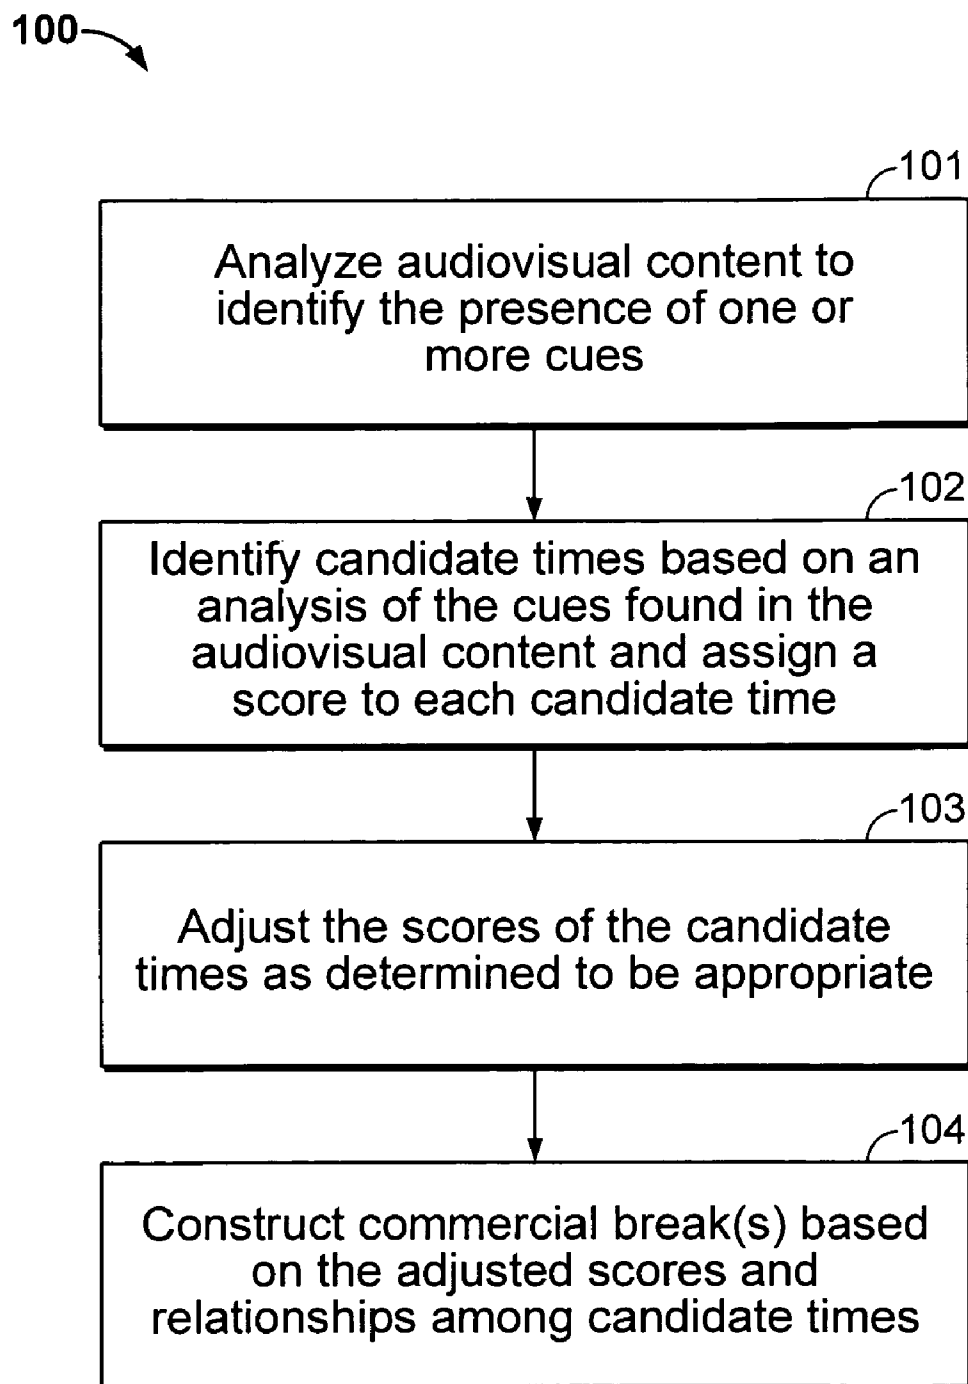 100
101
Analyze audiovisual content to
identify the presence of one or
more cues
102
Identify candidate times based on an
analysis of the cues found in the
audiovisual content and assign a
score to each candidate time
103
Adjust the scores of the candidate
times as determined to be appropriate
104
Construct commercial break(s) based
on the adjusted scores and
relationships among candidate times